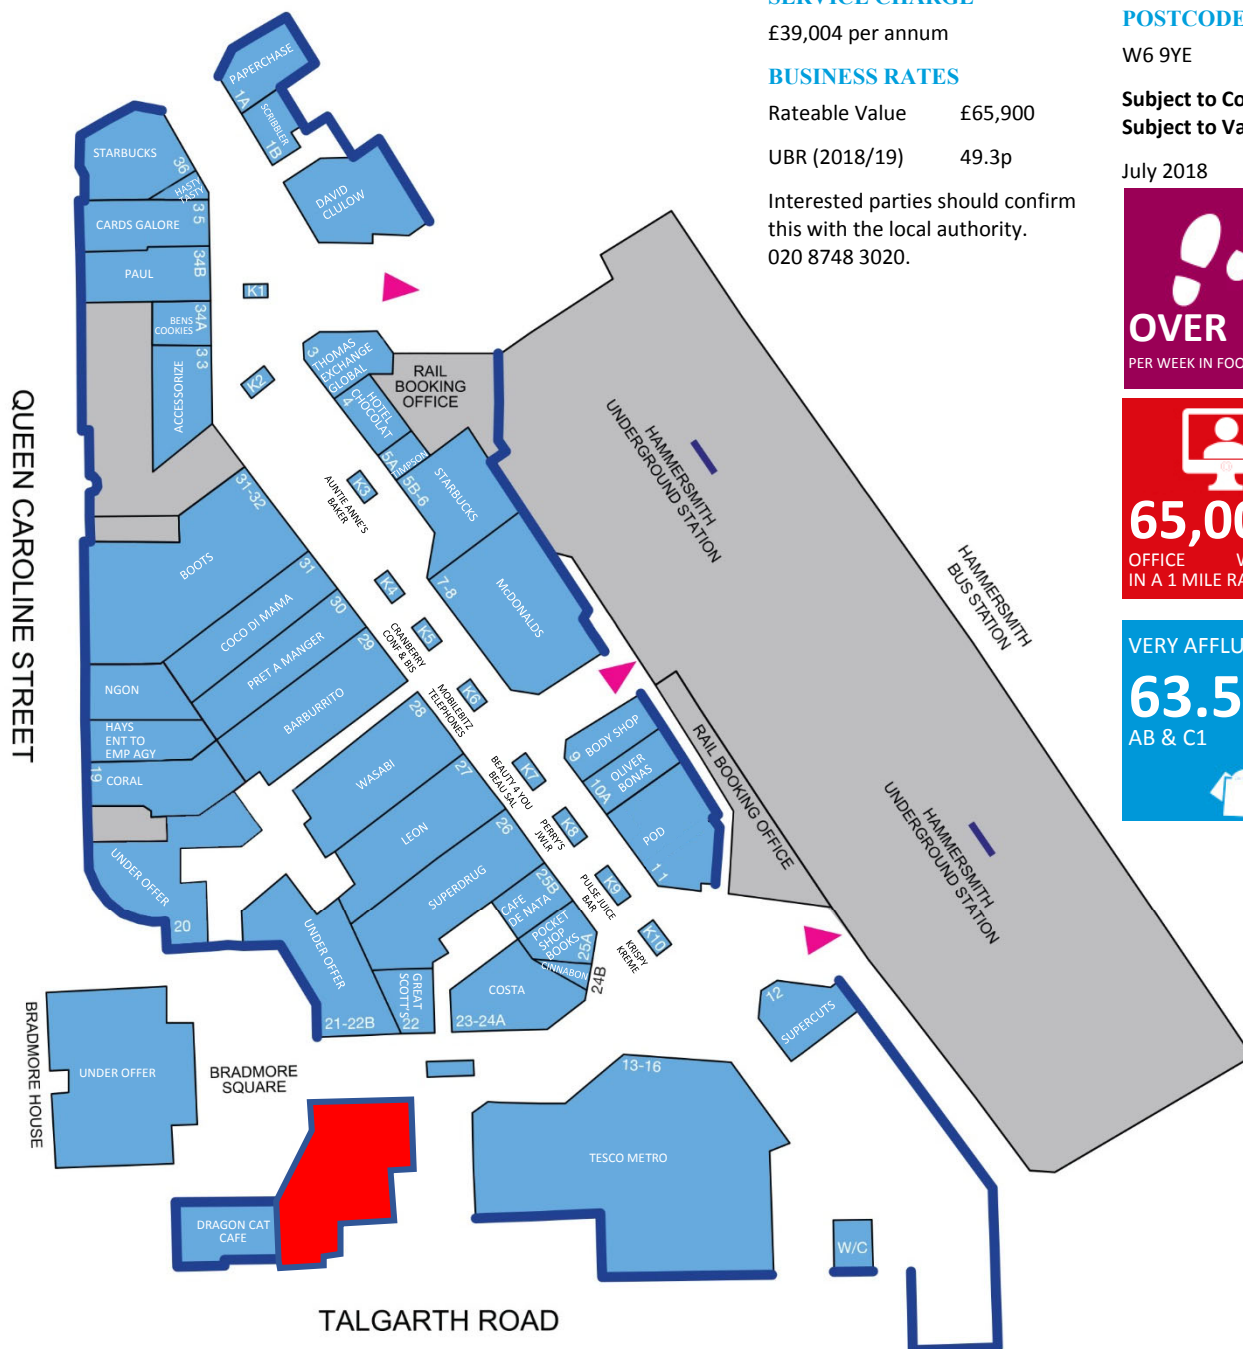 SERVICE CHARGE
£39,004 per annum
BUSINESS RATES
Rateable Value £65,900
UBR (2018/19) 49.3p
Interested parties should confirm
this with the local authority.
020 8748 3020.
POSTCODE
W6 9YE
Subject to Co
Subject to Va
July 2018
OVER
PER WEEK IN FOO
65,00
OFFICE W
IN A 1 MILE RA
VERY AFFLU
63.5
AB & C1
PAPERCHASE
1A
SCRIBBLER
1B
DAVID
CLULOW
STARBUCKS
36
HASTY
TASTY
35
CARDS GALORE
34B
PAUL
34A
BENS
COOKIES
33
ACCESSORIZE
K1
K2
3
THOMAS
EXCHANGE
GLOBAL
RAIL
BOOKING
OFFICE
4
HOTEL
CHOCOLAT
5A
TIMPSON
5B-6
STARBUCKS
7-8
McDONALDS
K3
AUNTIE ANNE'S
BAKER
K4
K5
CRANBERRY
CONF & BIS
K6
MOBILEBITZ
TELEPHONES
K7
BEAUTY 4 YOU
BEAU SAL
K8
PERRY'S
JWLR
K9
PULSE JUICE
BAR
K10
KRISPY
KREME
HAMMERSMITH
UNDERGROUND STATION
HAMMERSMITH
BUS STATION
HAMMERSMITH
UNDERGROUND STATION
RAIL BOOKING OFFICE
QUEEN CAROLINE STREET
31-32
BOOTS
31
COCO DI MAMA
30
PRET A MANGER
29
BARBURRITO
NGON
HAYS
ENT TO
EMP AGY
19
CORAL
UNDER OFFER
20
28
WASABI
27
LEON
26
SUPERDRUG
25B
CAFE
DE NATA
POCKET
SHOP
BOOKS
25A
CINNABON
24B
COSTA
23-24A
GREAT
SCOTT'S
22
UNDER OFFER
21-22B
9
BODY SHOP
10A
OLIVER
BONAS
POD
11
12
SUPERCUTS
13-16
TESCO METRO
W/C
BRADMORE HOUSE
UNDER OFFER
BRADMORE
SQUARE
DRAGON CAT
CAFE
TALGARTH ROAD